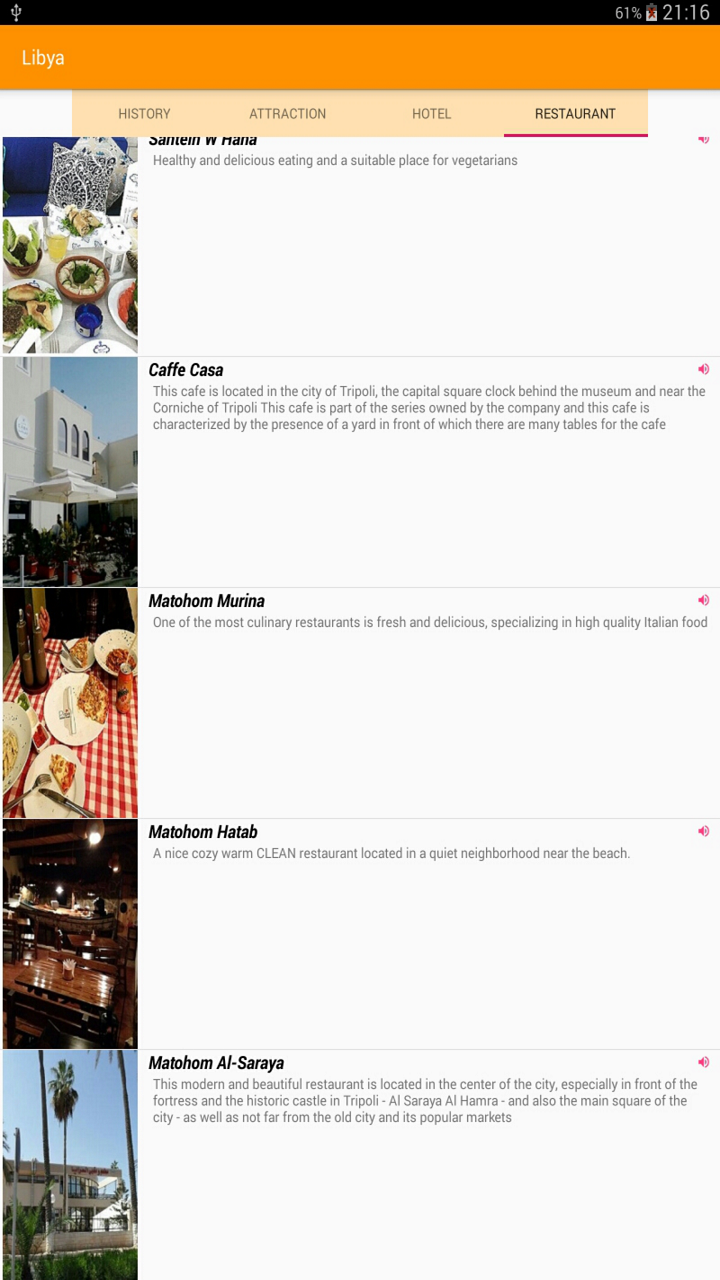 61% 21:16
Libya
HISTORY ATTRACTION HOTEL RESTAURANT
Santein W Hana
Healthy and delicious eating and a suitable place for vegetarians
Caffe Casa
This cafe is located in the city of Tripoli, the capital square clock behind the museum and near the
Corniche of Tripoli This cafe is part of the series owned by the company and this cafe is
characterized by the presence of a yard in front of which there are many tables for the cafe
Matohom Murina
One of the most culinary restaurants is fresh and delicious, specializing in high quality Italian food
Matohom Hatab
A nice cozy warm CLEAN restaurant located in a quiet neighborhood near the beach.
Matohom Al-Saraya
This modern and beautiful restaurant is located in the center of the city, especially in front of the
fortress and the historic castle in Tripoli - Al Saraya Al Hamra - and also the main square of the
city - as well as not far from the old city and its popular markets